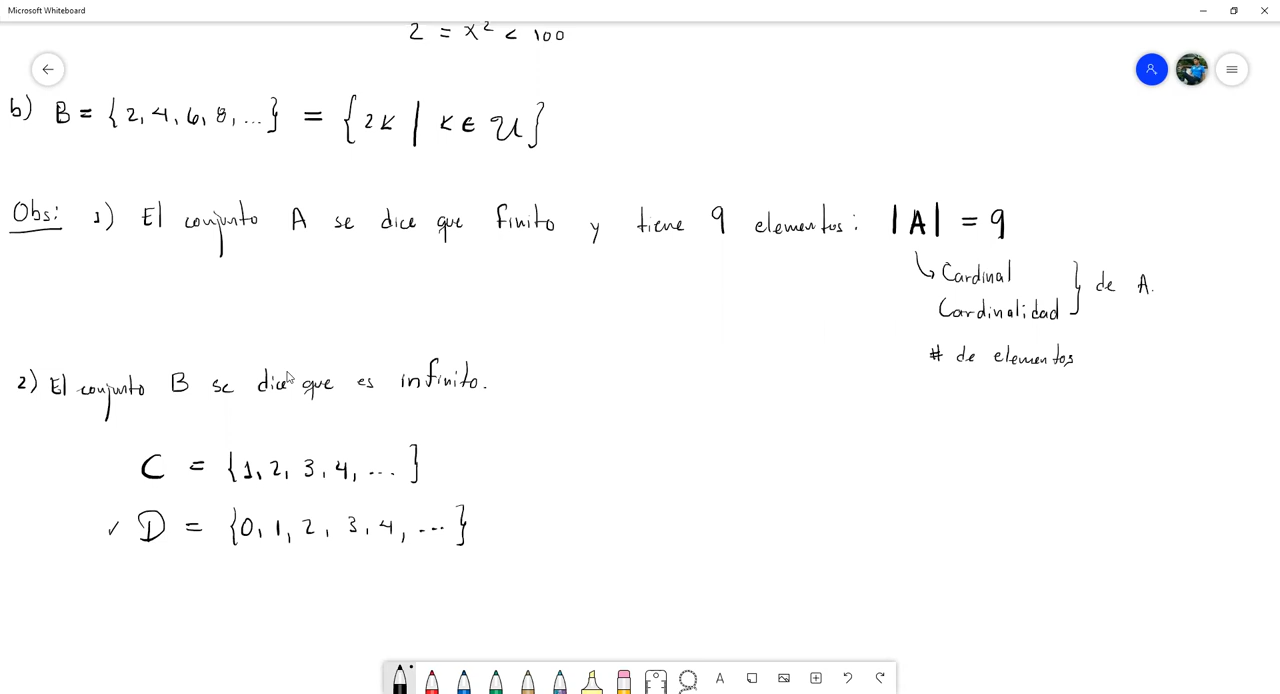 Microsoft Whiteboard
2 = x² < 100
b) B = {2, 4, 6, 8, ...} = {2K | K ∈ U}
Obs: 1) El conjunto A se dice que finito y tiene 9 elementos: |A| = 9
Cardinal
Cardinalidad } de A.
# de elementos
2) El conjunto B se dice que es infinito.
C = {1, 2, 3, 4, ... }
✓ D = {0, 1, 2, 3, 4, ... }